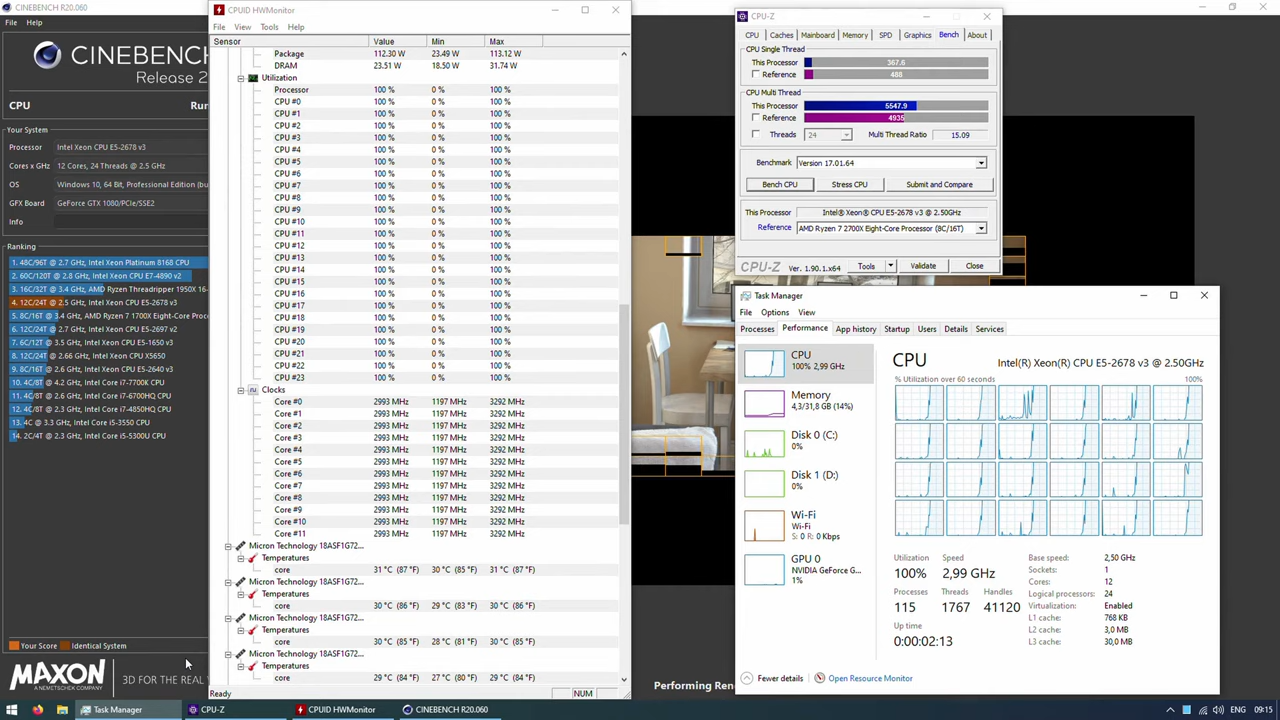 CINEBENCH R20.060
File Help
CINEBENCH
Release 2
CPU Run
Your System
Processor Intel Xeon CPU E5-2678 v3
Cores x GHz 12 Cores, 24 Threads @ 2.5 GHz
OS Windows 10, 64 Bit, Professional Edition (bu
GFX Board GeForce GTX 1080/PCIe/SSE2
Info
Ranking
1. 48C/96T @ 2.7 GHz, Intel Xeon Platinum 8168 CPU
2. 60C/120T @ 2.8 GHz, Intel Xeon CPU E7-4890 v2
3. 16C/32T @ 3.4 GHz, AMD Ryzen Threadripper 1950X 16-
4. 12C/24T @ 2.5 GHz, Intel Xeon CPU E5-2678 v3
5. 8C/16T @ 3.4 GHz, AMD Ryzen 7 1700X Eight-Core Proce
6. 12C/24T @ 2.7 GHz, Intel Xeon CPU E5-2697 v2
7. 6C/12T @ 3.5 GHz, Intel Xeon CPU E5-1650 v3
8. 12C/24T @ 2.66 GHz, Intel Xeon CPU X5650
9. 8C/16T @ 2.6 GHz, Intel Xeon CPU E5-2640 v3
10. 4C/8T @ 4.2 GHz, Intel Core i7-7700K CPU
11. 4C/8T @ 2.6 GHz, Intel Core i7-6700HQ CPU
12. 4C/8T @ 2.3 GHz, Intel Core i7-4850HQ CPU
13. 4C @ 3.3 GHz, Intel Core i5-3550 CPU
14. 2C/4T @ 2.3 GHz, Intel Core i5-5300U CPU
Your Score Identical System
MAXON
A NEMETSCHEK COMPANY
3D FOR THE REAL W
CPUID HWMonitor
File View Tools Help
Sensor Value Min Max
Package 112.30 W 23.49 W 113.12 W
DRAM 23.51 W 18.50 W 31.74 W
Utilization
Processor 100 % 0 % 100 %
CPU #0 100 % 0 % 100 %
CPU #1 100 % 0 % 100 %
CPU #2 100 % 0 % 100 %
CPU #3 100 % 0 % 100 %
CPU #4 100 % 0 % 100 %
CPU #5 100 % 0 % 100 %
CPU #6 100 % 0 % 100 %
CPU #7 100 % 0 % 100 %
CPU #8 100 % 0 % 100 %
CPU #9 100 % 0 % 100 %
CPU #10 100 % 0 % 100 %
CPU #11 100 % 0 % 100 %
CPU #12 100 % 0 % 100 %
CPU #13 100 % 0 % 100 %
CPU #14 100 % 0 % 100 %
CPU #15 100 % 0 % 100 %
CPU #16 100 % 0 % 100 %
CPU #17 100 % 0 % 100 %
CPU #18 100 % 0 % 100 %
CPU #19 100 % 0 % 100 %
CPU #20 100 % 0 % 100 %
CPU #21 100 % 0 % 100 %
CPU #22 100 % 0 % 100 %
CPU #23 100 % 0 % 100 %
Clocks
Core #0 2993 MHz 1197 MHz 3292 MHz
Core #1 2993 MHz 1197 MHz 3292 MHz
Core #2 2993 MHz 1197 MHz 3292 MHz
Core #3 2993 MHz 1197 MHz 3292 MHz
Core #4 2993 MHz 1197 MHz 3292 MHz
Core #5 2993 MHz 1197 MHz 3292 MHz
Core #6 2993 MHz 1197 MHz 3292 MHz
Core #7 2993 MHz 1197 MHz 3292 MHz
Core #8 2993 MHz 1197 MHz 3292 MHz
Core #9 2993 MHz 1197 MHz 3292 MHz
Core #10 2993 MHz 1197 MHz 3292 MHz
Core #11 2993 MHz 1197 MHz 3292 MHz
Micron Technology 18ASF1G72...
Temperatures
core 31 °C (87 °F) 30 °C (85 °F) 31 °C (87 °F)
Micron Technology 18ASF1G72...
Temperatures
core 30 °C (86 °F) 29 °C (83 °F) 30 °C (86 °F)
Micron Technology 18ASF1G72...
Temperatures
core 30 °C (85 °F) 28 °C (81 °F) 30 °C (85 °F)
Micron Technology 18ASF1G72...
Temperatures
core 29 °C (84 °F) 27 °C (80 °F) 29 °C (84 °F)
Ready NUM
CPU-Z
CPU Caches Mainboard Memory SPD Graphics Bench About
CPU Single Thread
This Processor 367.6
Reference 488
CPU Multi Thread
This Processor 5547.9
Reference 4935
Threads 24 Multi Thread Ratio 15.09
Benchmark Version 17.01.64
Bench CPU Stress CPU Submit and Compare
This Processor Intel® Xeon® CPU E5-2678 v3 @ 2.50GHz
Reference AMD Ryzen 7 2700X Eight-Core Processor (8C/16T)
CPU-Z Ver. 1.90.1.x64 Tools Validate Close
Task Manager
File Options View
Processes Performance App history Startup Users Details Services
CPU
100% 2,99 GHz
Memory
4,3/31,8 GB (14%)
Disk 0 (C:)
0%
Disk 1 (D:)
0%
Wi-Fi
Wi-Fi
S: 0 R: 0 Kbps
GPU 0
NVIDIA GeForce G...
1%
CPU Intel(R) Xeon(R) CPU E5-2678 v3 @ 2.50GHz
% Utilization over 60 seconds 100%
Utilization Speed
100% 2,99 GHz
Processes Threads Handles
115 1767 41120
Up time
0:00:02:13
Base speed: 2,50 GHz
Sockets: 1
Cores: 12
Logical processors: 24
Virtualization: Enabled
L1 cache: 768 KB
L2 cache: 3,0 MB
L3 cache: 30,0 MB
Fewer details Open Resource Monitor
Performing Ren
Task Manager CPU-Z CPUID HWMonitor CINEBENCH R20.060 ENG 09:15